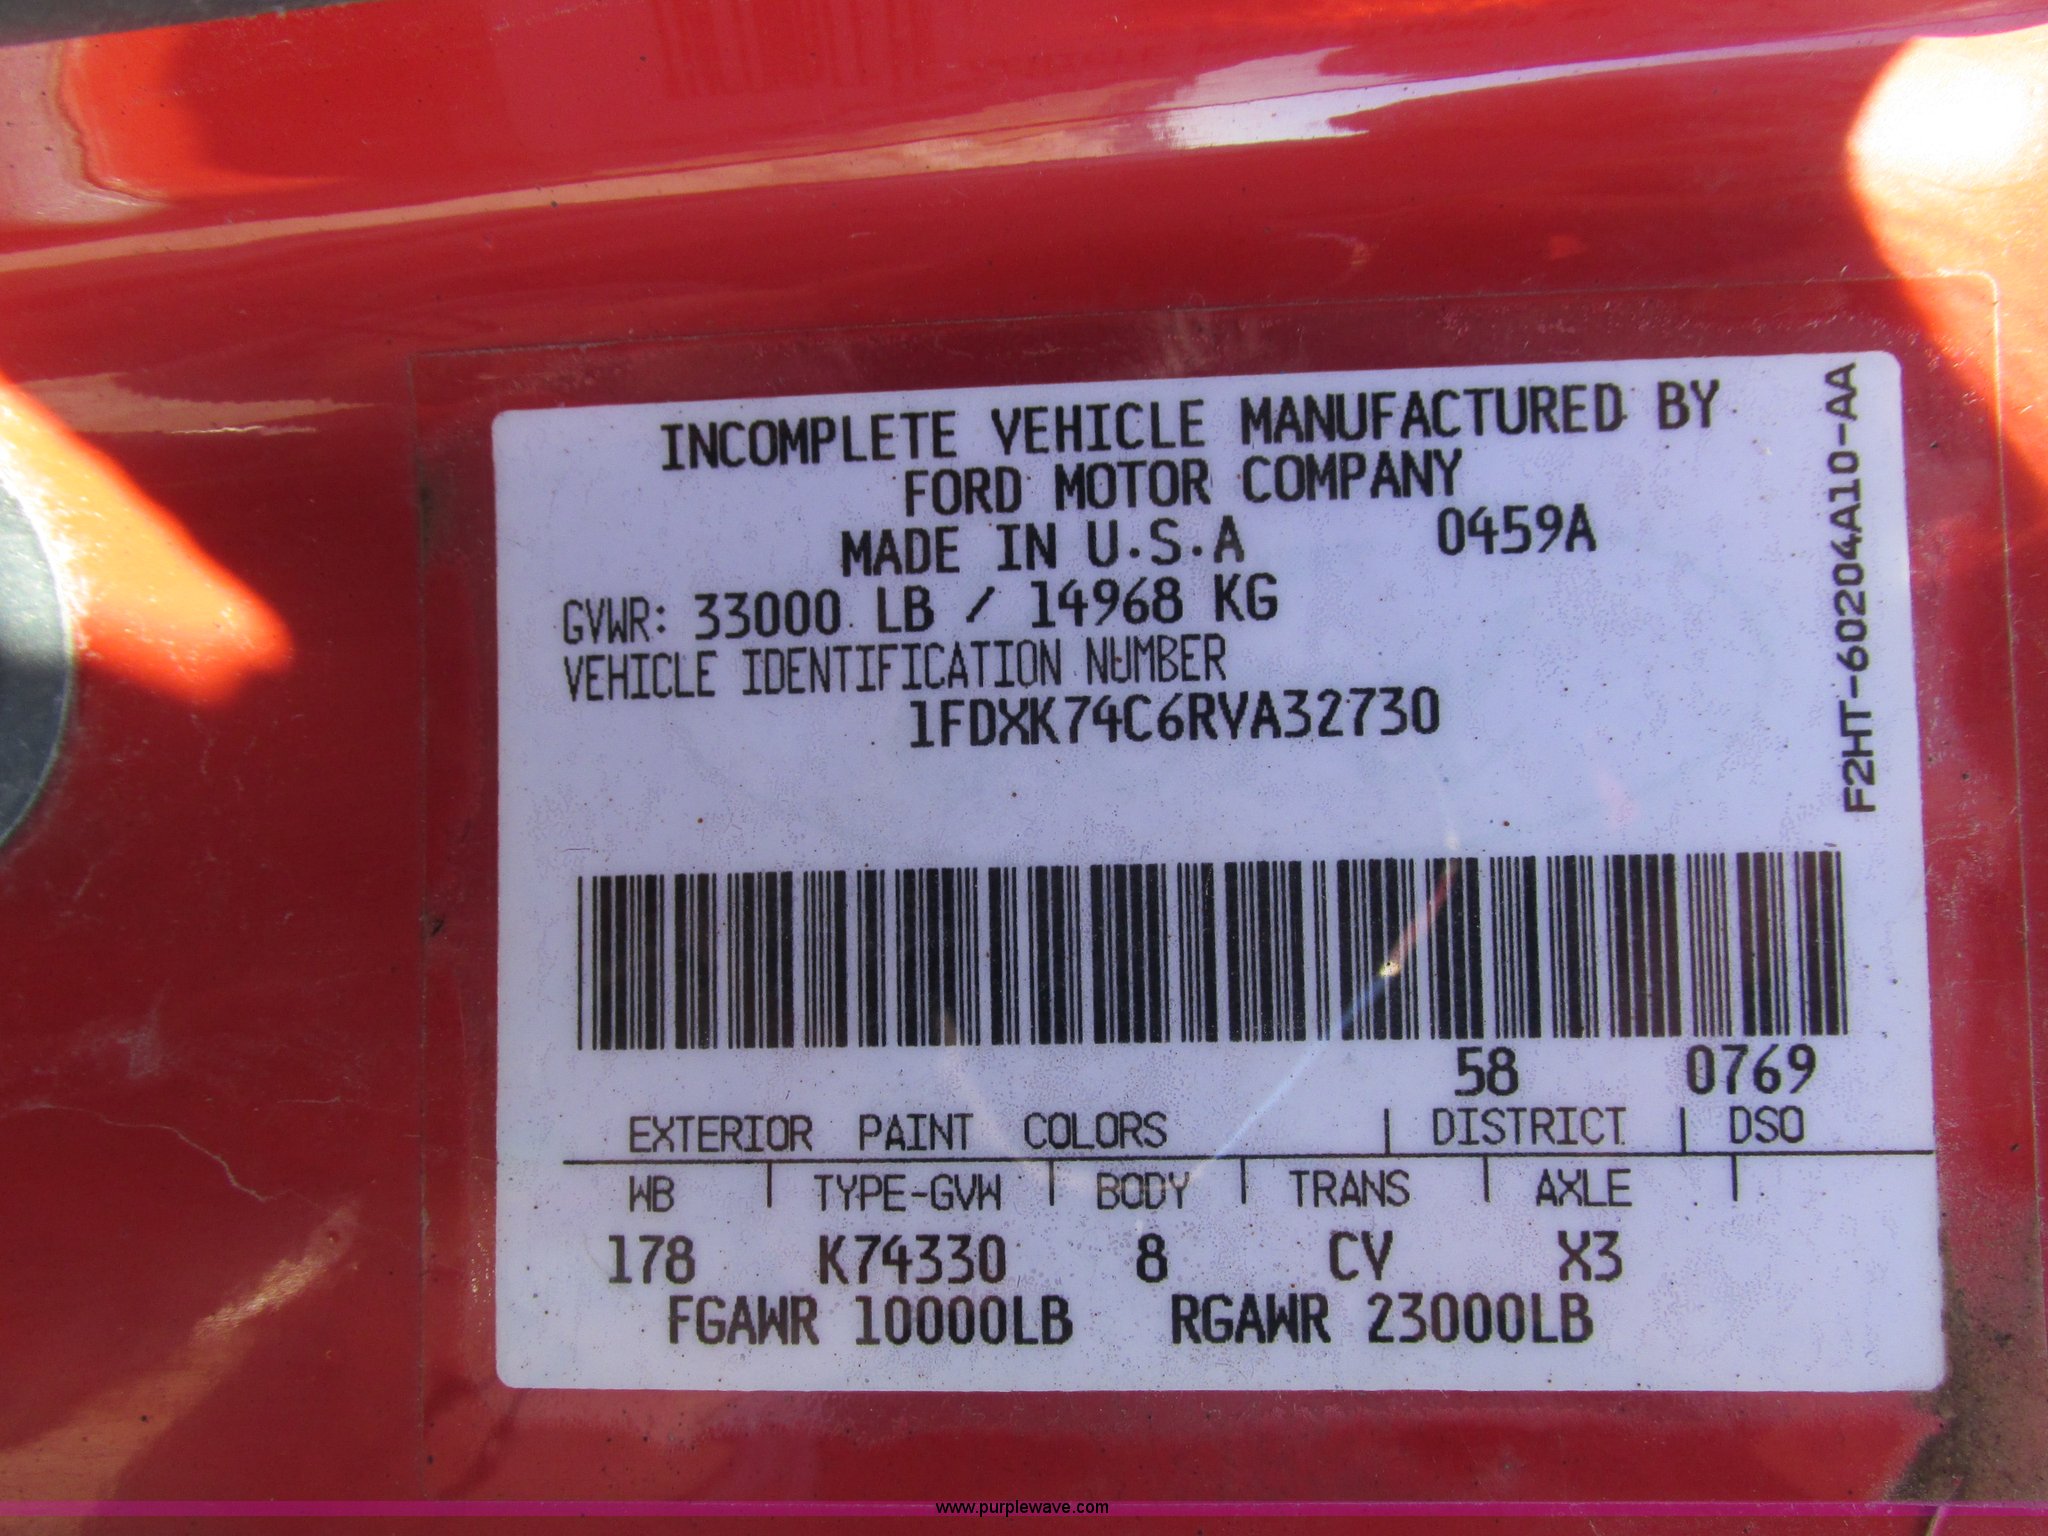 INCOMPLETE VEHICLE MANUFACTURED BY
FORD MOTOR COMPANY
MADE IN U.S.A 0459A
GVWR: 33000 LB / 14968 KG
VEHICLE IDENTIFICATION NUMBER
1FDXK74C6RVA32730
F2HT-60204A10-AA
58 0769
EXTERIOR PAINT COLORS DISTRICT DSO
WB TYPE-GVW BODY TRANS AXLE
178 K74330 8 CV X3
FGAWR 10000LB RGAWR 23000LB
www.purplewave.com